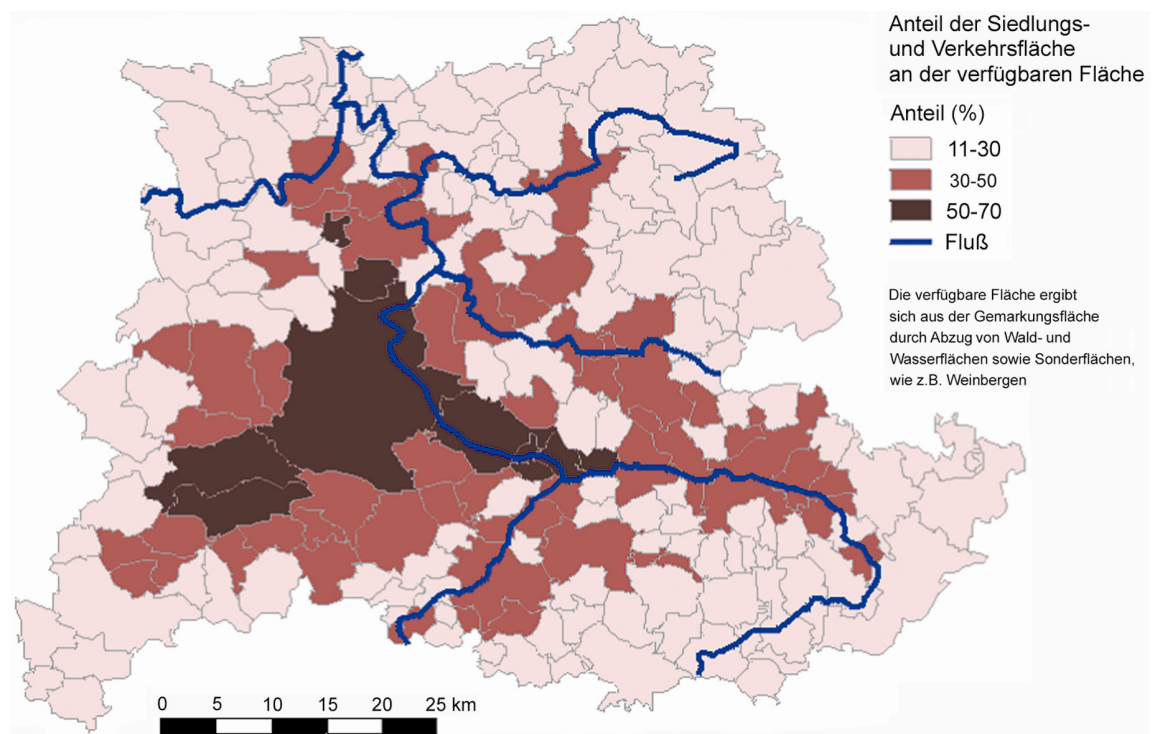 Anteil der Siedlungs-
und Verkehrsfläche
an der verfügbaren Fläche
Anteil (%)
11-30
30-50
50-70
Fluß
Die verfügbare Fläche ergibt
sich aus der Gemarkungsfläche
durch Abzug von Wald- und
Wasserflächen sowie Sonderflächen,
wie z.B. Weinbergen
0 5 10 15 20 25 km